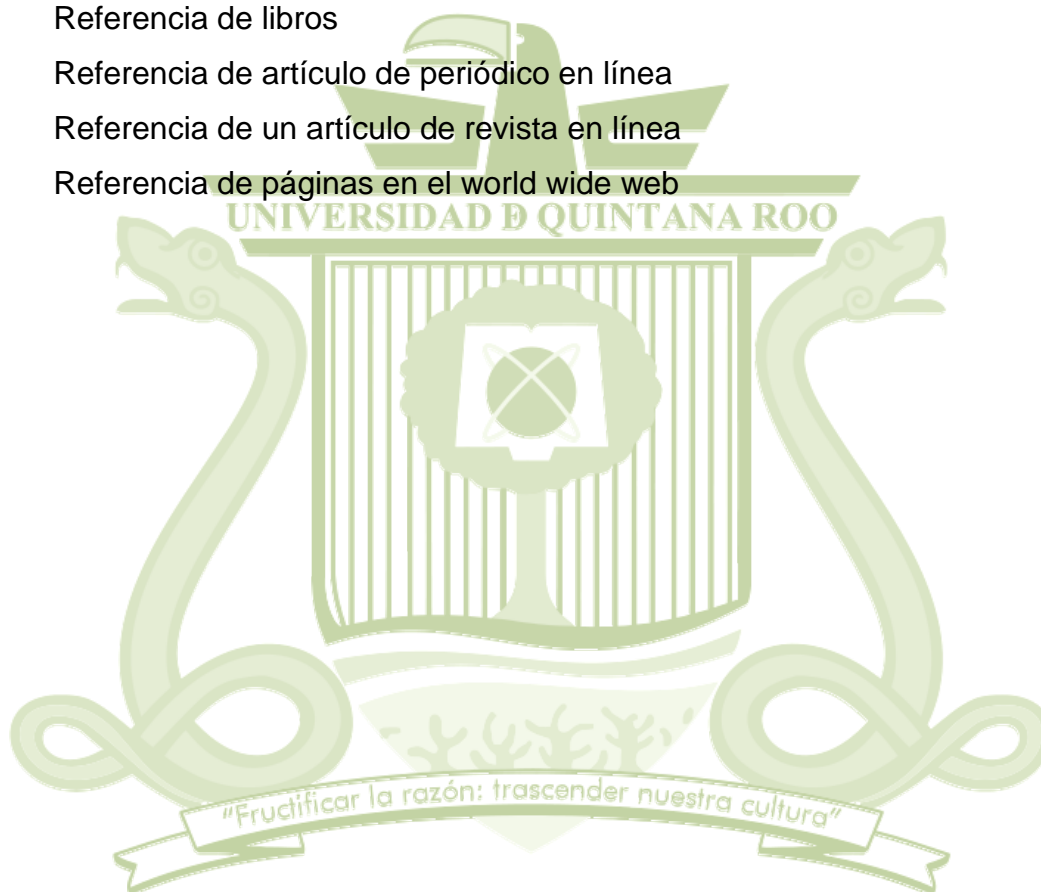 Referencia de libros
Referencia de artículo de periódico en línea
Referencia de un artículo de revista en línea
Referencia de páginas en el world wide web
UNIVERSIDAD D QUINTANA ROO
"Fructificar la razón: trascender nuestra cultura"